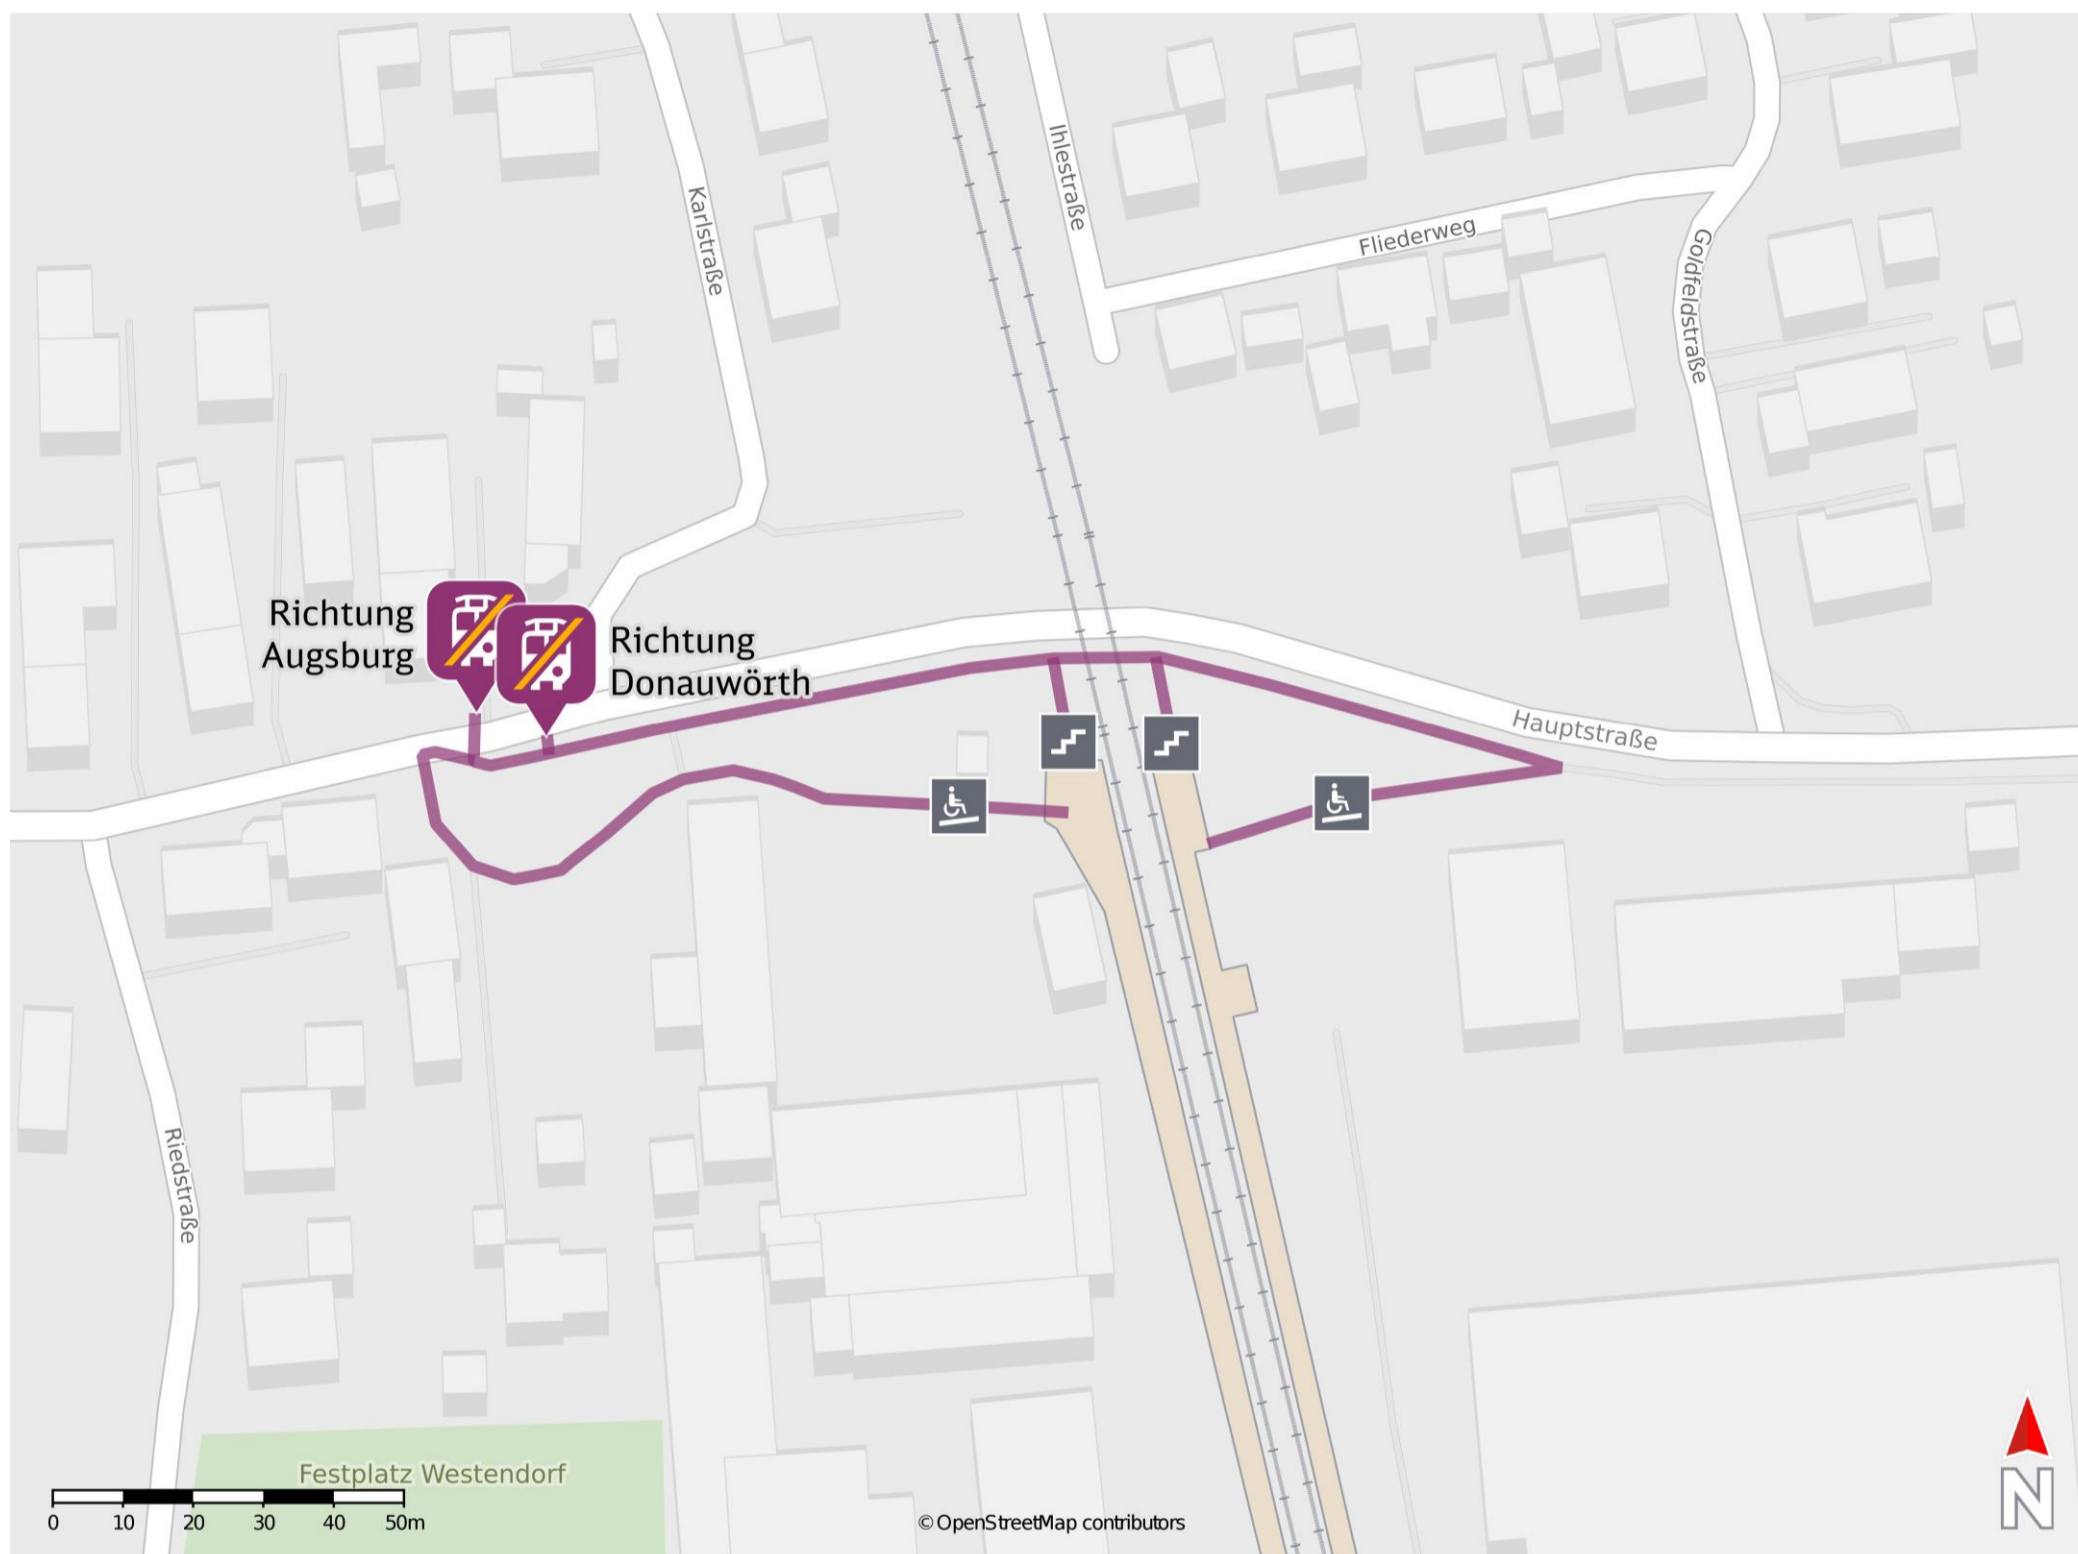 Ihlestraße
Karlstraße
Fliederweg
Goldfeldstraße
Richtung
Augsburg
Richtung
Donauwörth
Hauptstraße
Riedstraße
Festplatz Westendorf
0 10 20 30 40 50m
© OpenStreetMap contributors
N